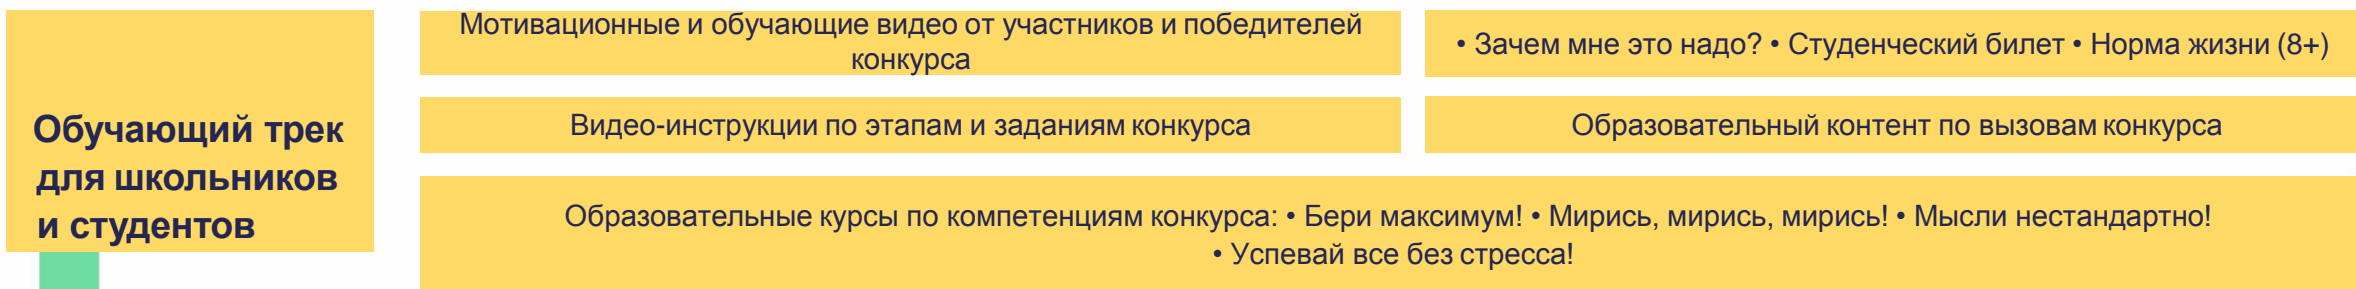 Обучающий трек
для школьников
и студентов
Мотивационные и обучающие видео от участников и победителей
конкурса
• Зачем мне это надо? • Студенческий билет • Норма жизни (8+)
Видео-инструкции по этапам и заданиям конкурса
Образовательный контент по вызовам конкурса
Образовательные курсы по компетенциям конкурса: • Бери максимум! • Мирись, мирись, мирись! • Мысли нестандартно!
• Успевай все без стресса!